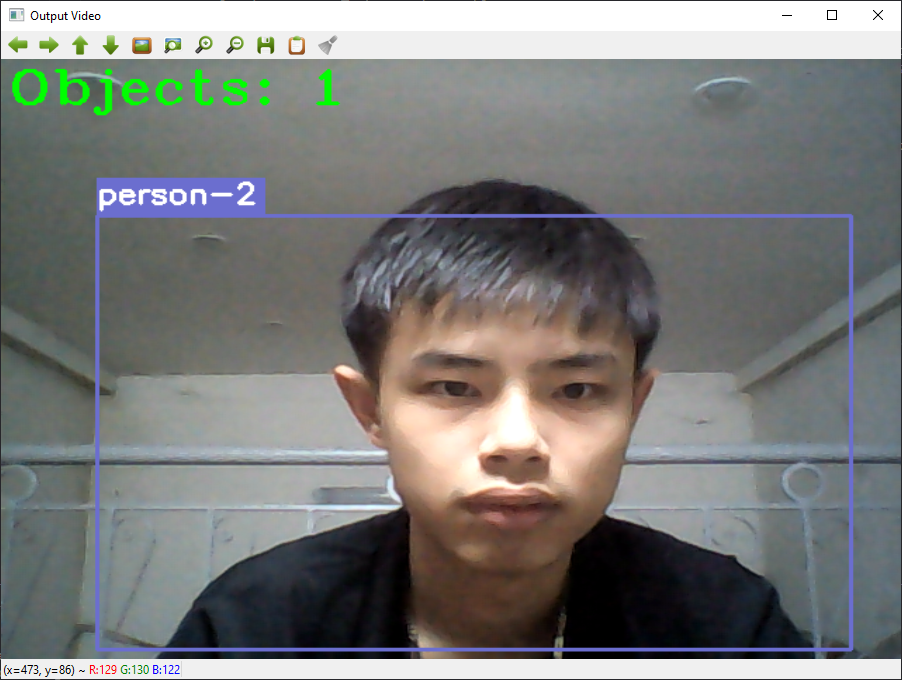 Output Video
Objects: 1
person-2
(x=473, y=86) ~ R:129 G:130 B:122